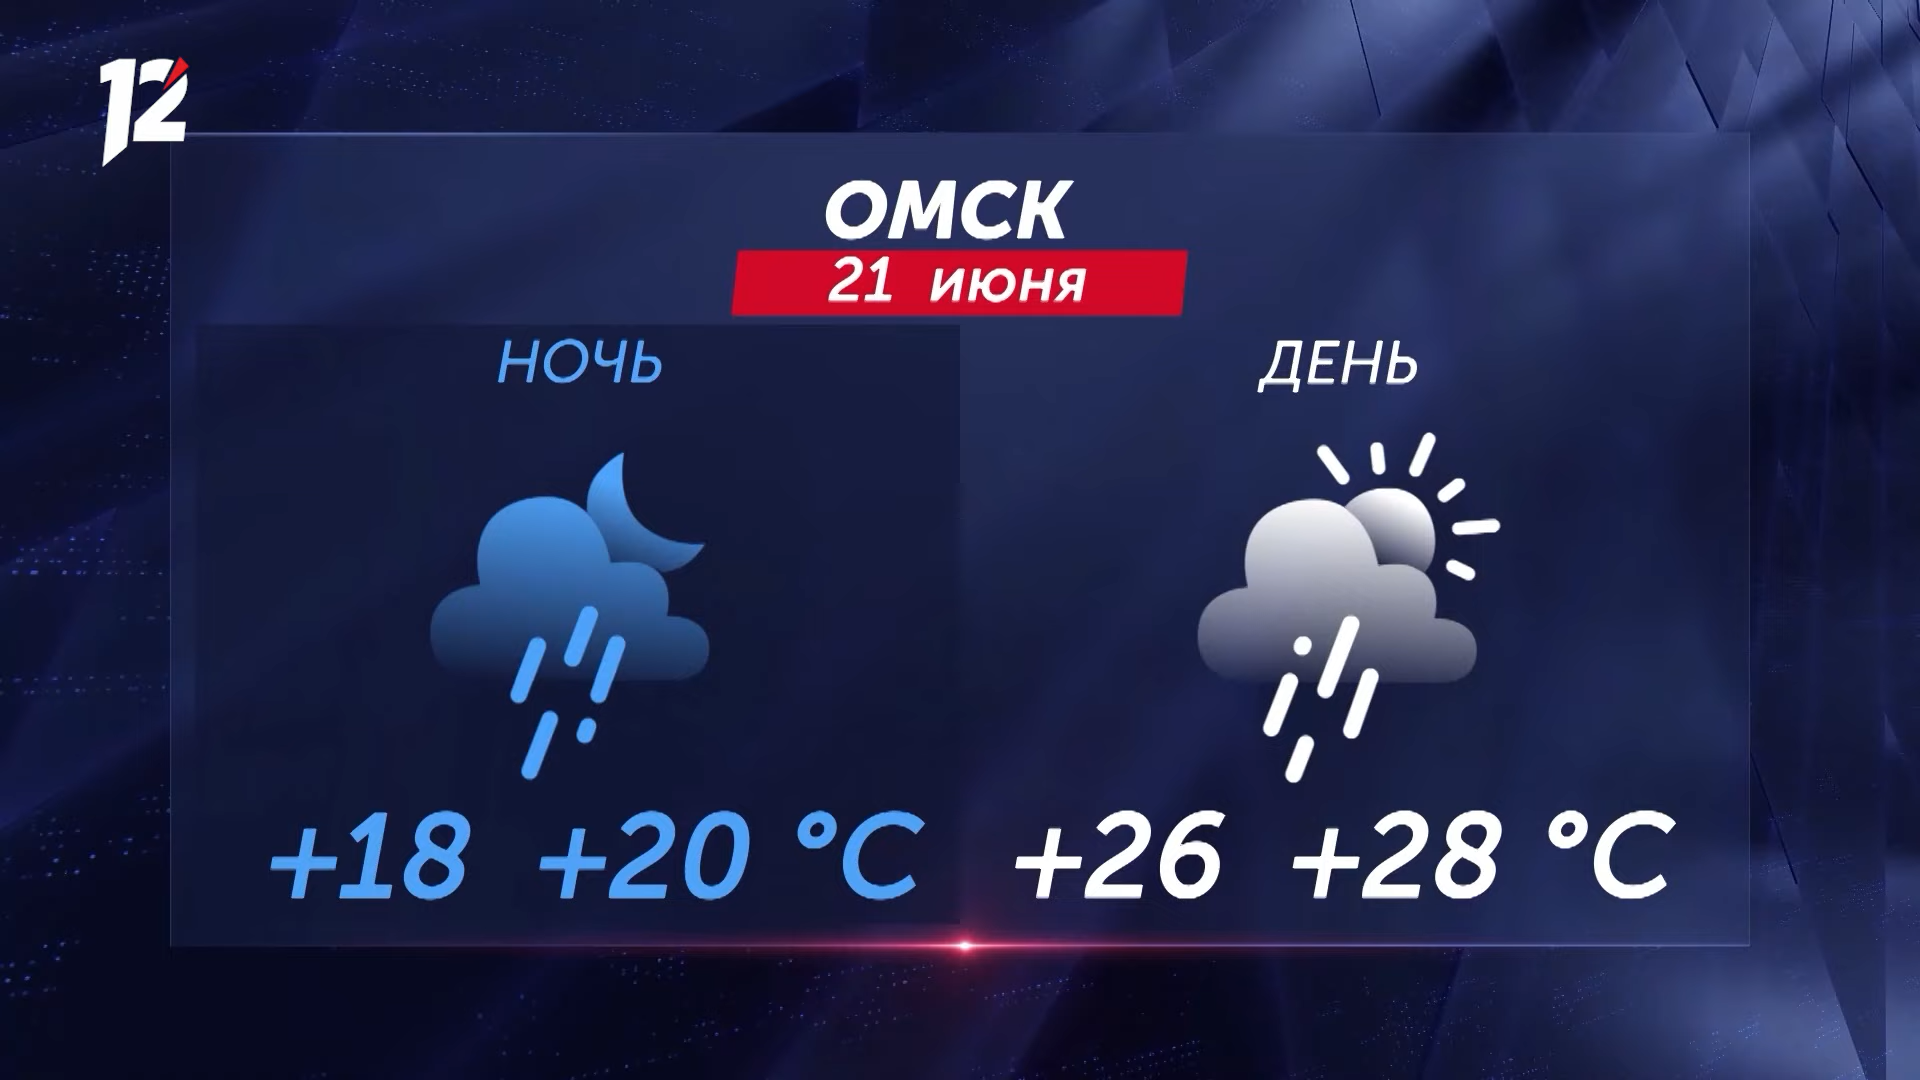 12
ОМСК
21 июня
НОЧЬ
ДЕНЬ
+18 +20 °C
+26 +28 °C